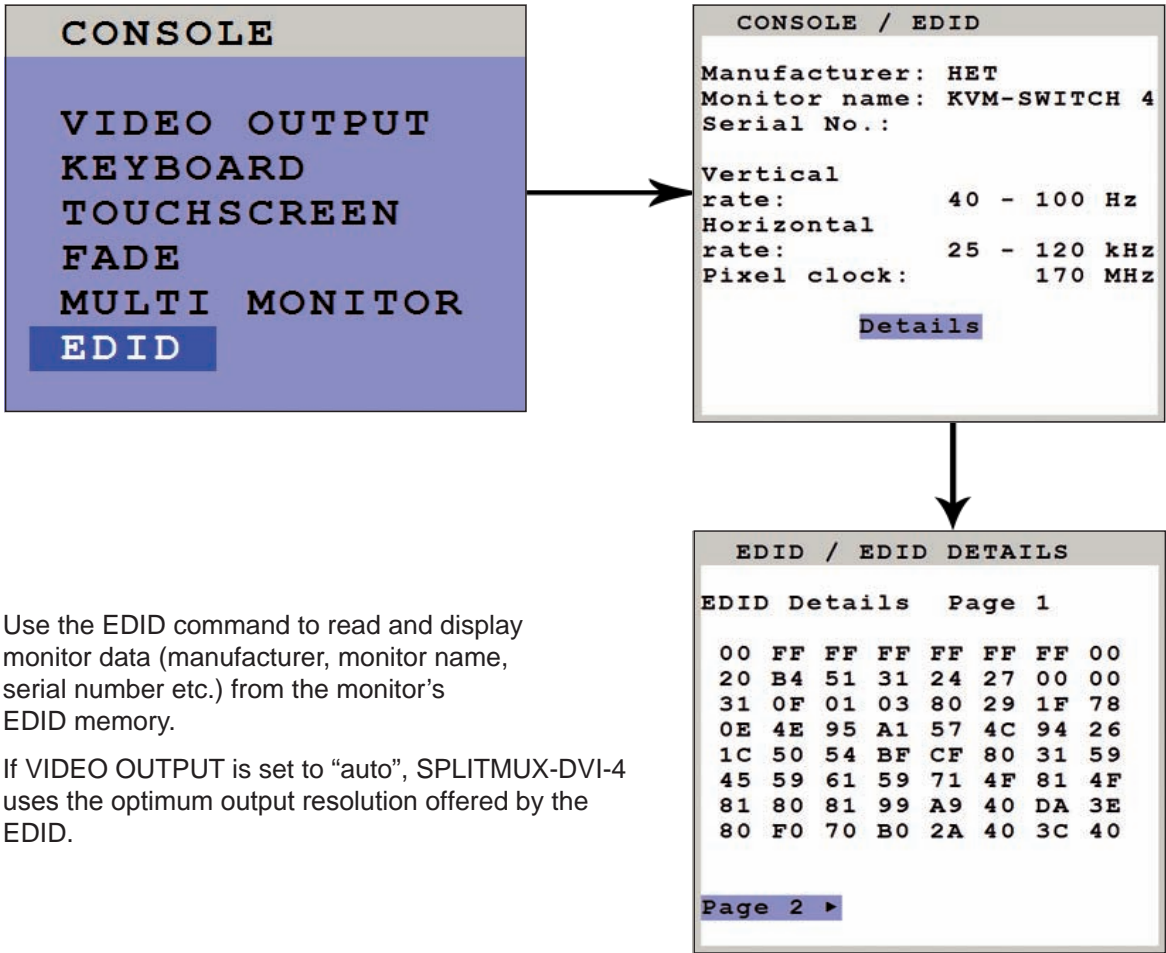 CONSOLE
VIDEO OUTPUT
KEYBOARD
TOUCHSCREEN
FADE
MULTI MONITOR
EDID
CONSOLE / EDID
Manufacturer: HET
Monitor name: KVM-SWITCH 4
Serial No.:
Vertical
rate: 40 - 100 Hz
Horizontal
rate: 25 - 120 kHz
Pixel clock: 170 MHz
Details
EDID / EDID DETAILS
EDID Details Page 1
00 FF FF FF FF FF FF 00
20 B4 51 31 24 27 00 00
31 0F 01 03 80 29 1F 78
0E 4E 95 A1 57 4C 94 26
1C 50 54 BF CF 80 31 59
45 59 61 59 71 4F 81 4F
81 80 81 99 A9 40 DA 3E
80 F0 70 B0 2A 40 3C 40
Page 2 ►
Use the EDID command to read and display
monitor data (manufacturer, monitor name,
serial number etc.) from the monitor’s
EDID memory.
If VIDEO OUTPUT is set to “auto”, SPLITMUX-DVI-4
uses the optimum output resolution offered by the
EDID.